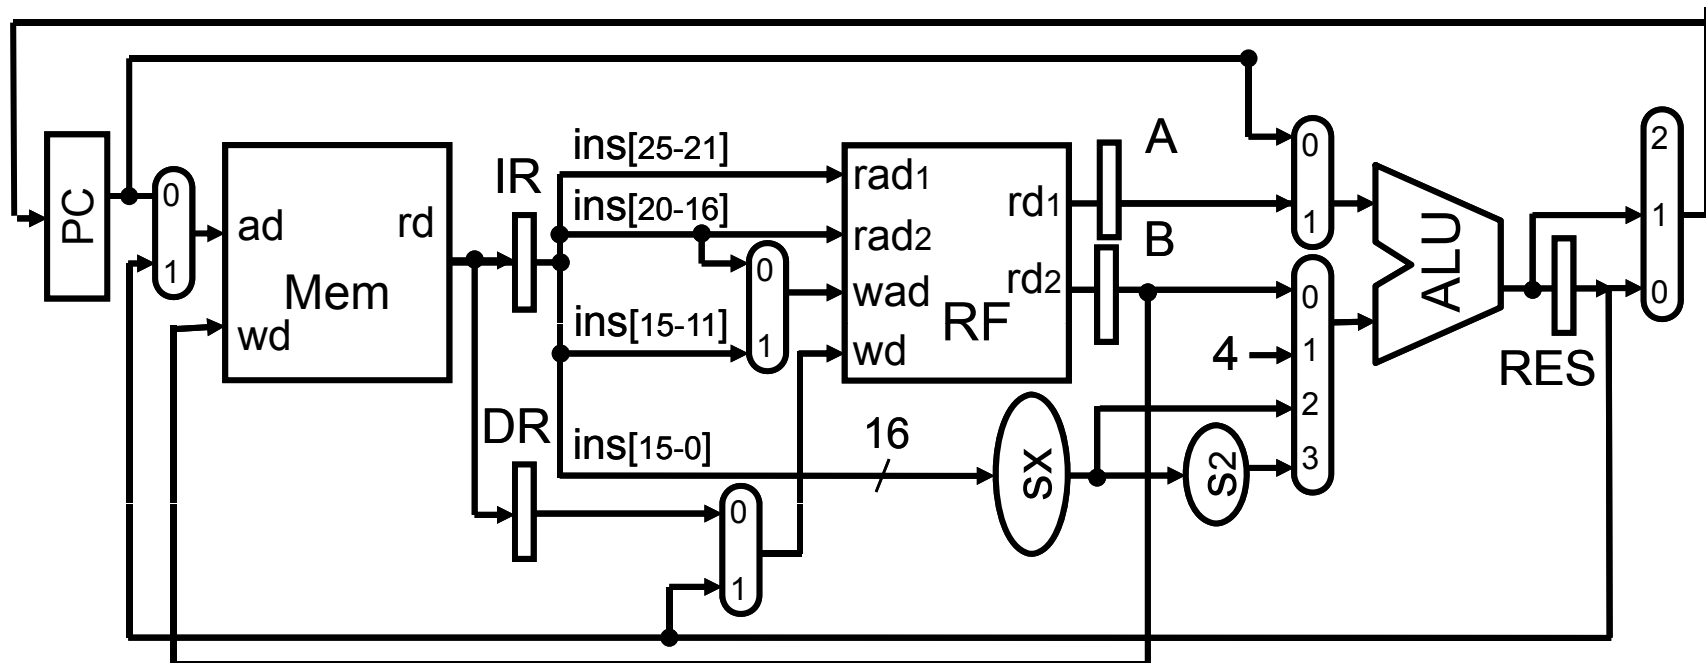 PC
0
1
ad
rd
Mem
wd
IR
DR
ins[25-21]
ins[20-16]
ins[15-11]
ins[15-0]
0
1
0
1
16
rad1
rad2
wad
wd
rd1
rd2
RF
A
B
sx
s2
4
0
1
0
1
2
3
ALU
RES
2
1
0